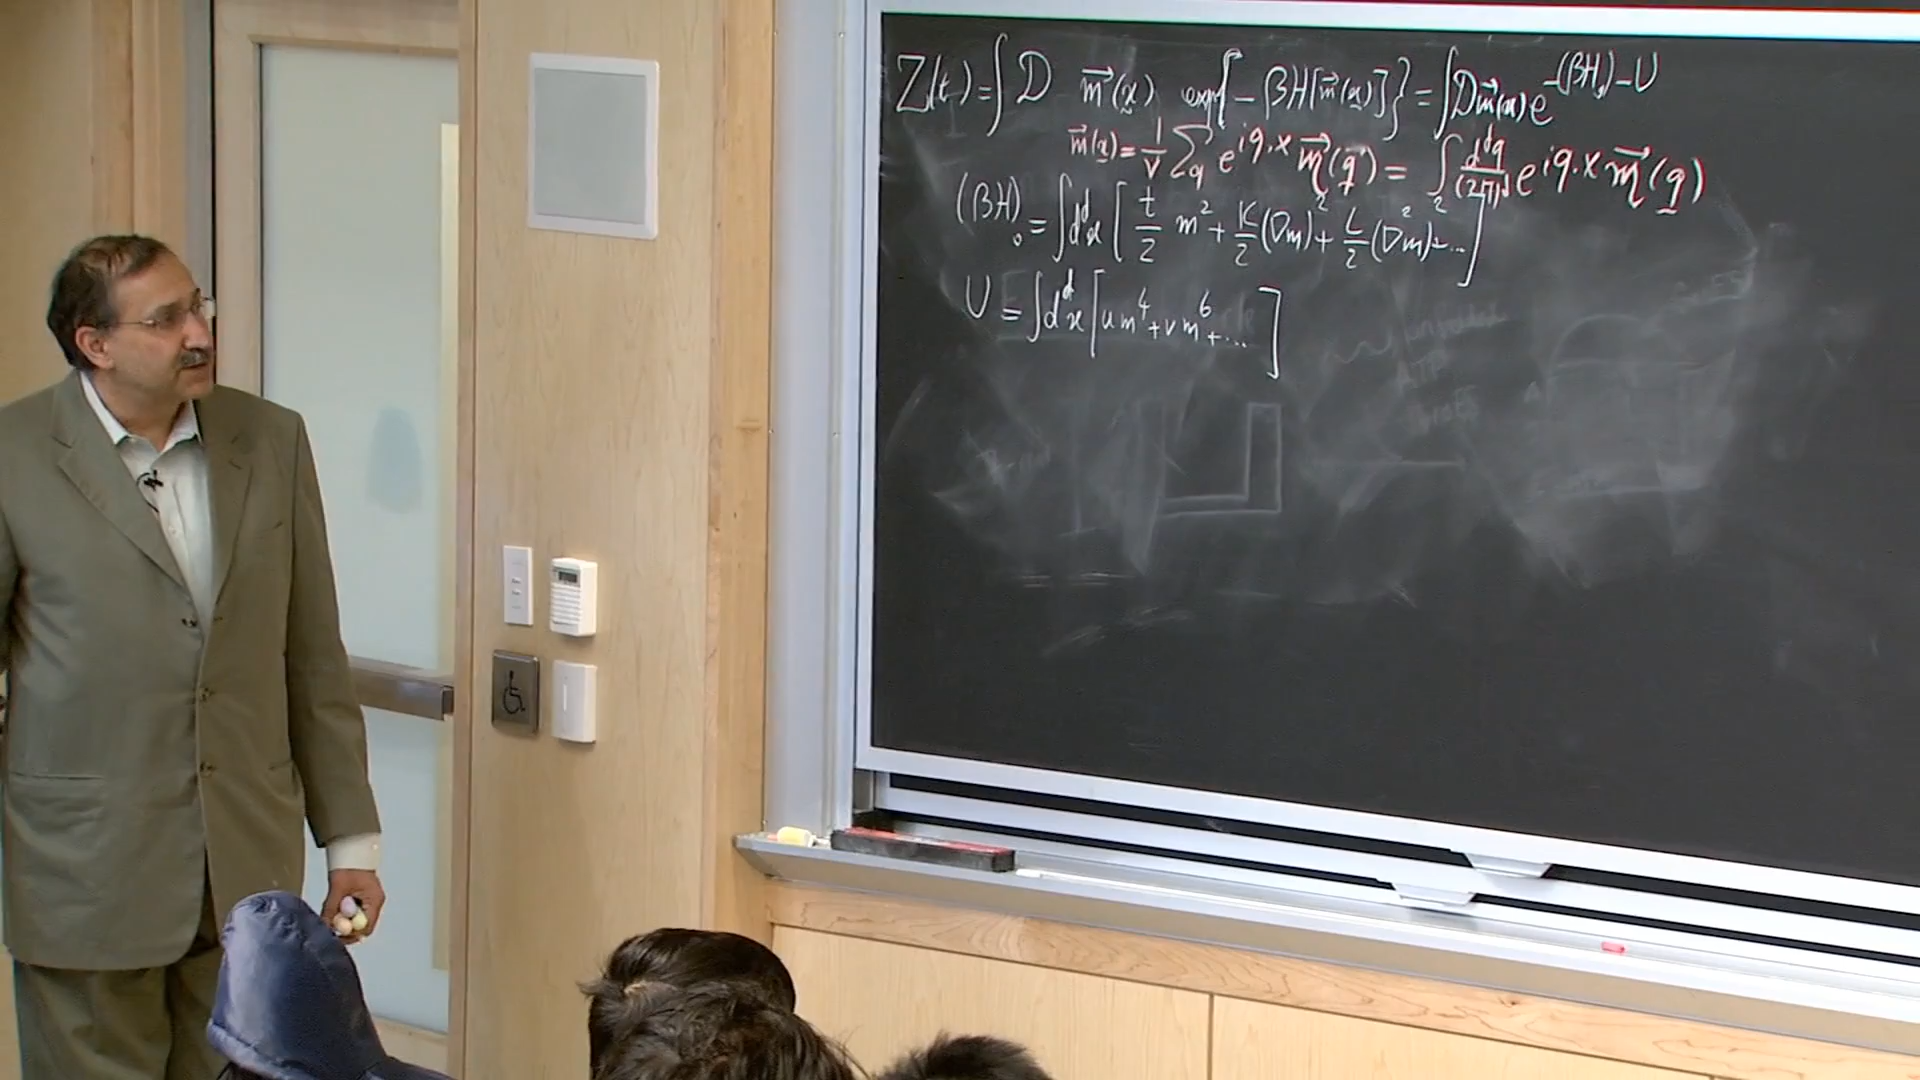 Z(t) = ∫ D m⃗(x) exp{ - βH[m⃗(x)] } = ∫ D m⃗(x) e^{-(βH)₀ - U}
m⃗(x) = 1/V Σ_q e^{iq·x} m⃗(q) = ∫ d^dq/(2π)^d e^{iq·x} m⃗(q)
(βH)₀ = ∫ d^dx [ t/2 m² + K/2 (∇m)² + L/2 (∇²m)² + ... ]
U = ∫ d^dx [ u m⁴ + v m⁶ + ... ]